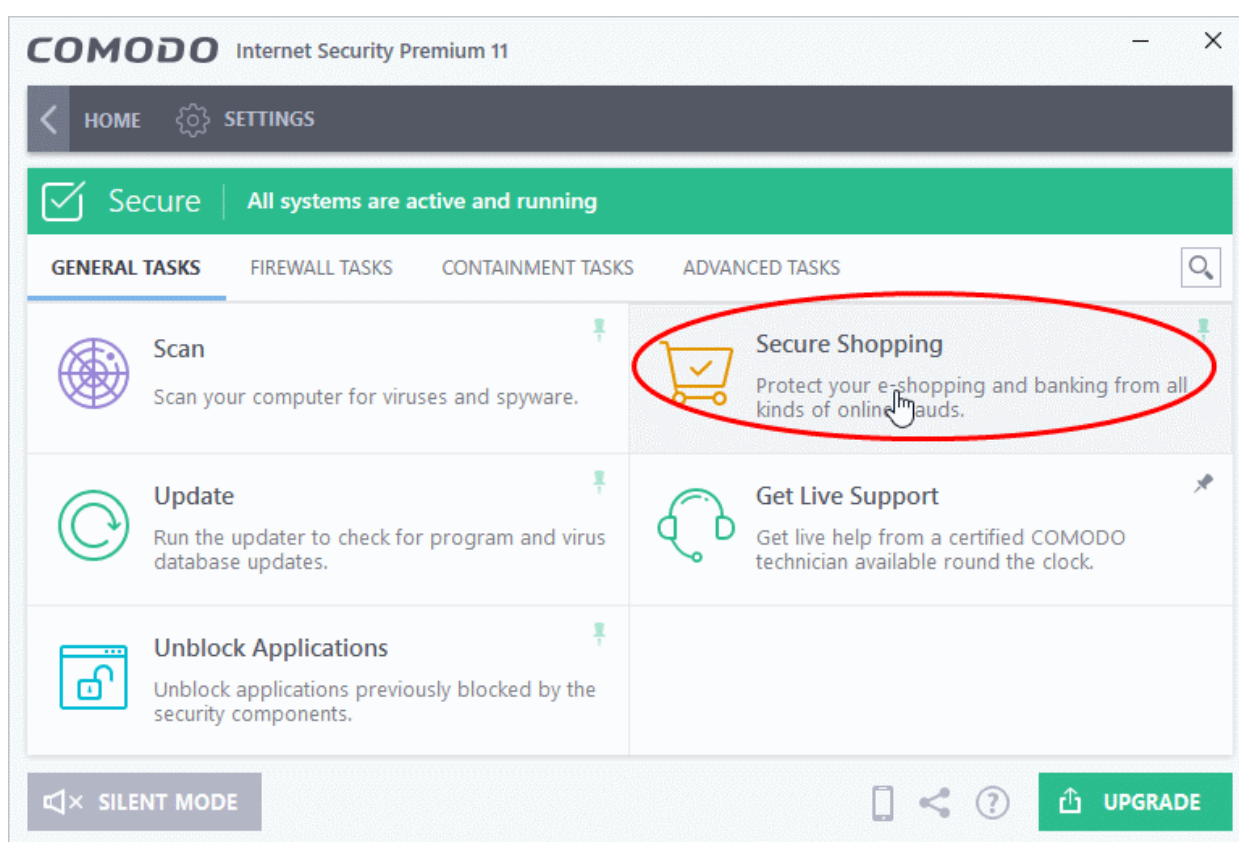 COMODO Internet Security Premium 11
HOME SETTINGS
Secure All systems are active and running
GENERAL TASKS FIREWALL TASKS CONTAINMENT TASKS ADVANCED TASKS
Scan
Scan your computer for viruses and spyware.
Secure Shopping
Protect your e-shopping and banking from all
kinds of online
Update
Run the updater to check for program and virus
database updates.
Get Live Support
Get live help from a certified COMODO
technician available round the clock.
Unblock Applications
Unblock applications previously blocked by the
security components.
SILENT MODE
UPGRADE